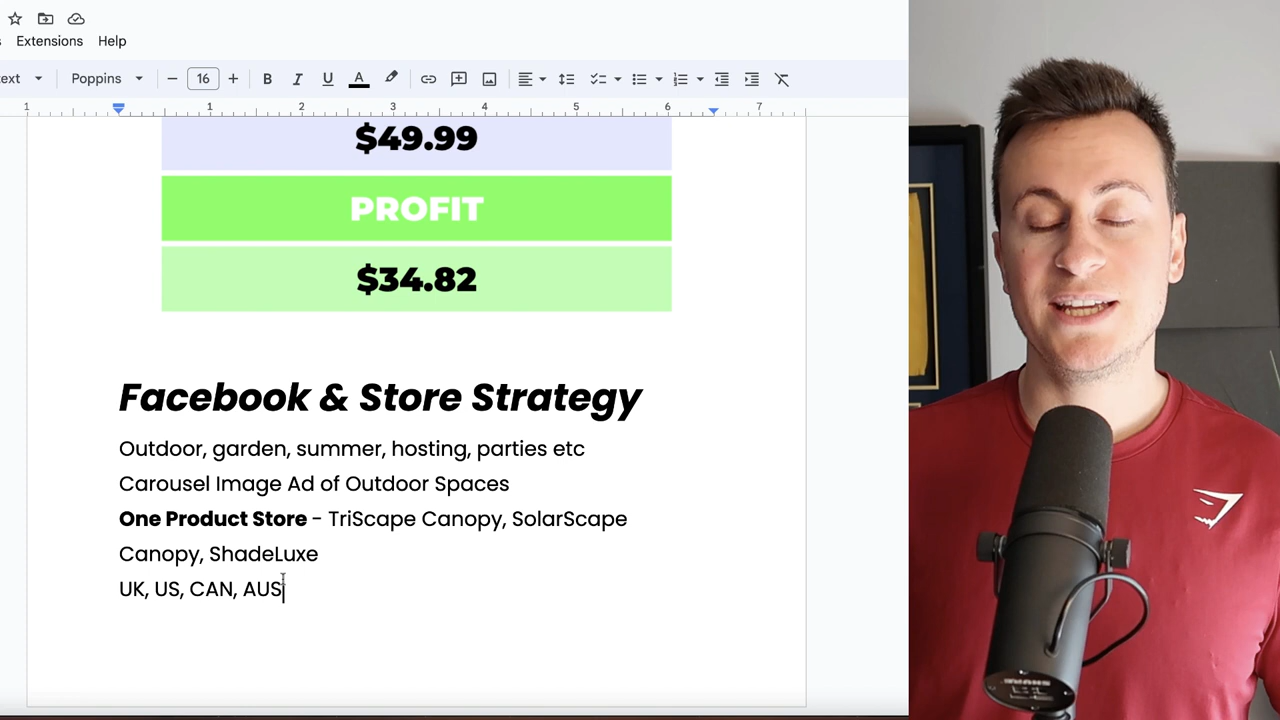 Extensions Help
ext Poppins 16 B I U A
1 1 2 3 4 5 6 7
$49.99
PROFIT
$34.82
Facebook & Store Strategy
Outdoor, garden, summer, hosting, parties etc
Carousel Image Ad of Outdoor Spaces
One Product Store - TriScape Canopy, SolarScape
Canopy, ShadeLuxe
UK, US, CAN, AUS